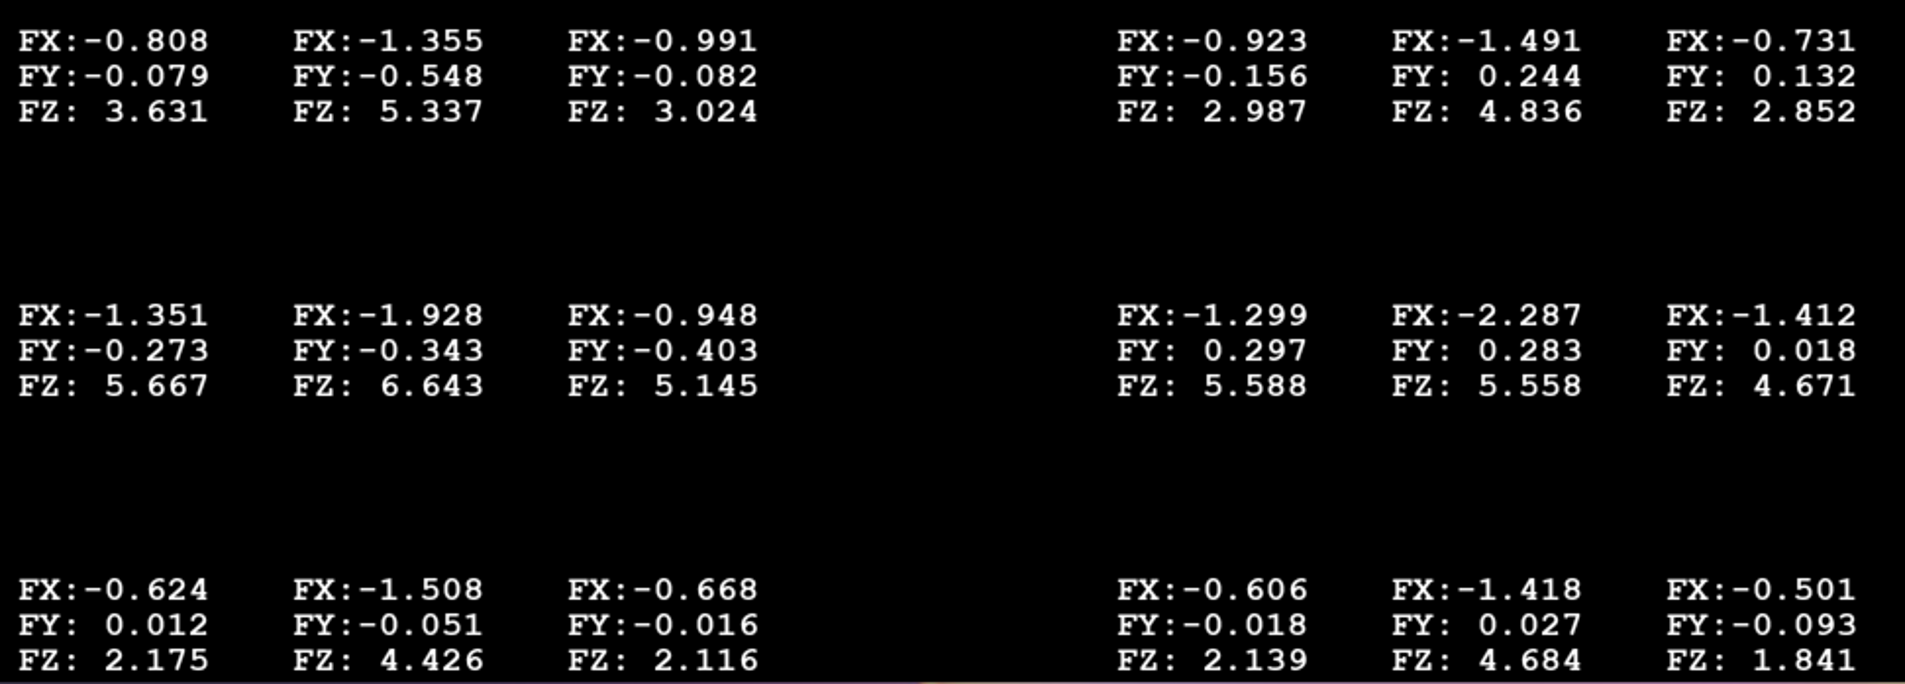 FX:-0.808 FX:-1.355 FX:-0.991 FX:-0.923 FX:-1.491 FX:-0.731
FY:-0.079 FY:-0.548 FY:-0.082 FY:-0.156 FY: 0.244 FY: 0.132
FZ: 3.631 FZ: 5.337 FZ: 3.024 FZ: 2.987 FZ: 4.836 FZ: 2.852
FX:-1.351 FX:-1.928 FX:-0.948 FX:-1.299 FX:-2.287 FX:-1.412
FY:-0.273 FY:-0.343 FY:-0.403 FY: 0.297 FY: 0.283 FY: 0.018
FZ: 5.667 FZ: 6.643 FZ: 5.145 FZ: 5.588 FZ: 5.558 FZ: 4.671
FX:-0.624 FX:-1.508 FX:-0.668 FX:-0.606 FX:-1.418 FX:-0.501
FY: 0.012 FY:-0.051 FY:-0.016 FY:-0.018 FY: 0.027 FY:-0.093
FZ: 2.175 FZ: 4.426 FZ: 2.116 FZ: 2.139 FZ: 4.684 FZ: 1.841